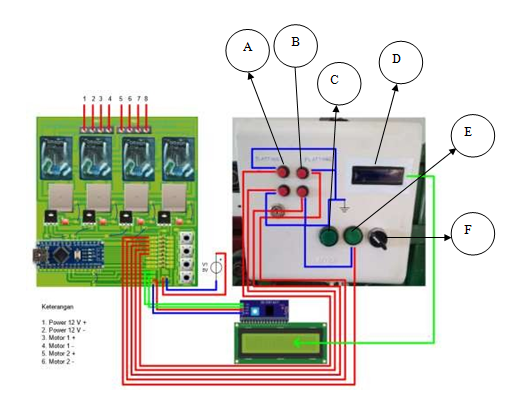 A
B
C
D
E
F
1 2 3 4 5 6 7 8
Keterangan
1. Power 12 V +
2. Power 12 V -
3. Motor 1 +
4. Motor 1 -
5. Motor 2 +
6. Motor 2 -